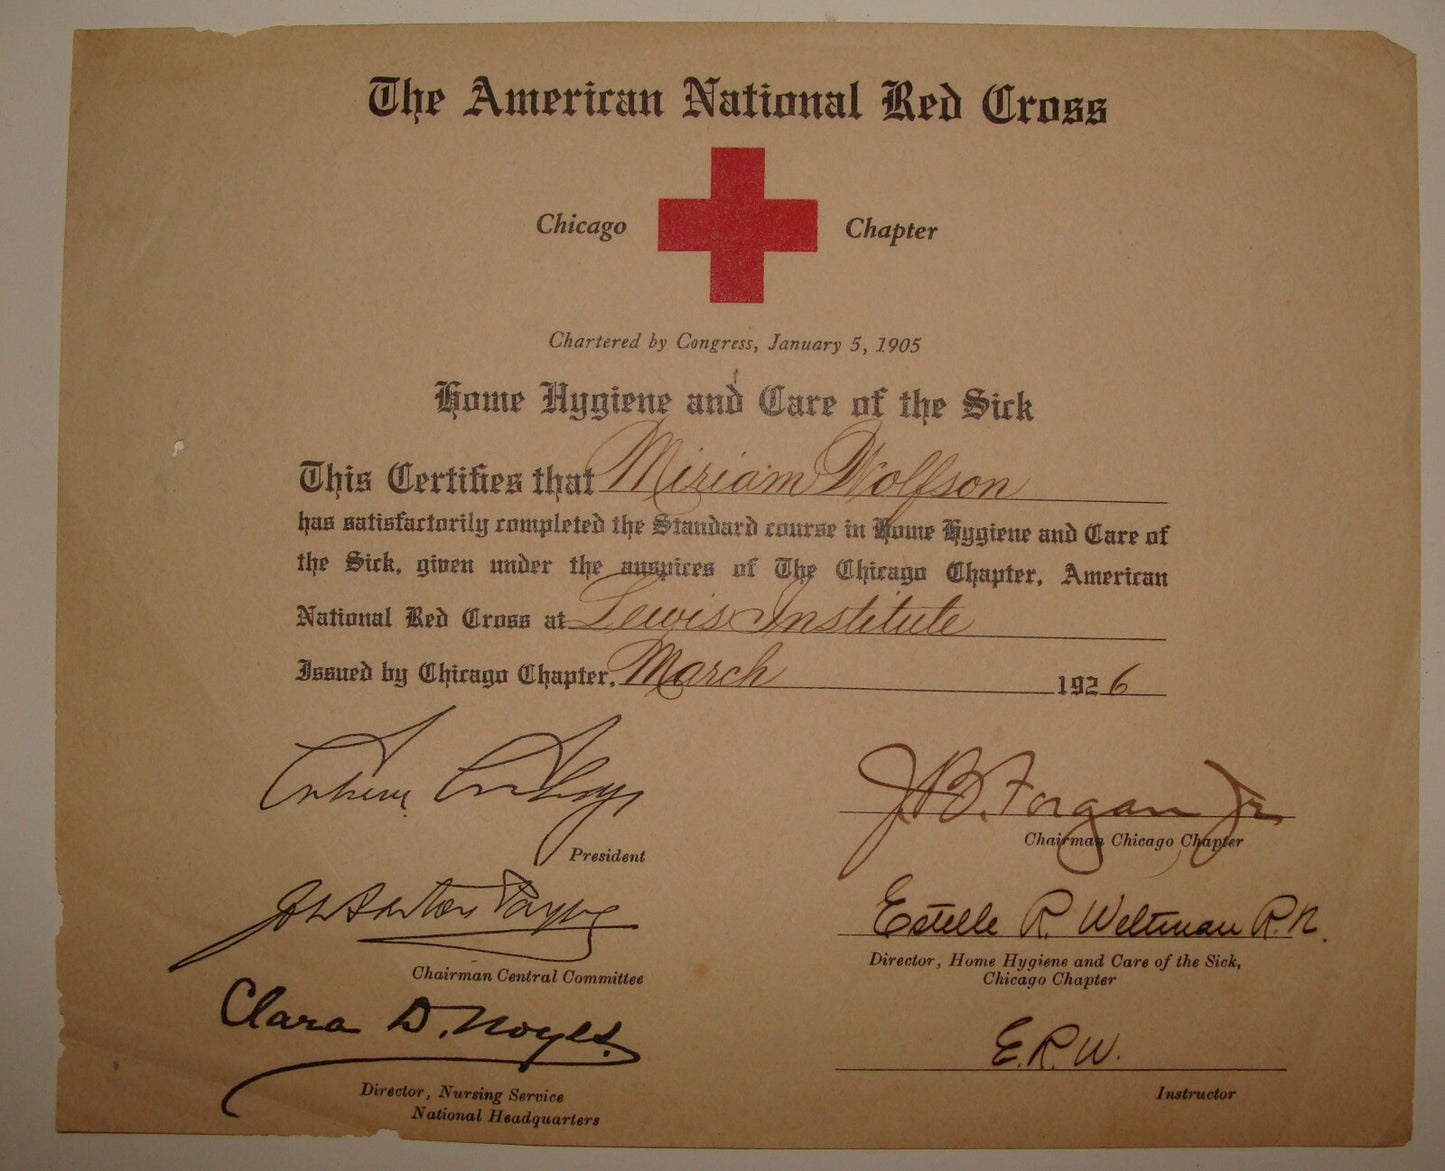 The American National Red Cross
Chicago Chapter
Chartered by Congress, January 5, 1905
Home Hygiene and Care of the Sick
This Certifies that Miriam Wolfson
has satisfactorily completed the Standard course in Home Hygiene and Care of
the Sick, given under the auspices of The Chicago Chapter, American
National Red Cross at Lewis Institute
Issued by Chicago Chapter, March 1926
President
J. B. Forgan Jr.
Chairman Chicago Chapter
Chairman Central Committee
Estelle R. Weltman R.N.
Director, Home Hygiene and Care of the Sick,
Chicago Chapter
Clara D. Noyes.
Director, Nursing Service
National Headquarters
E.R.W.
Instructor